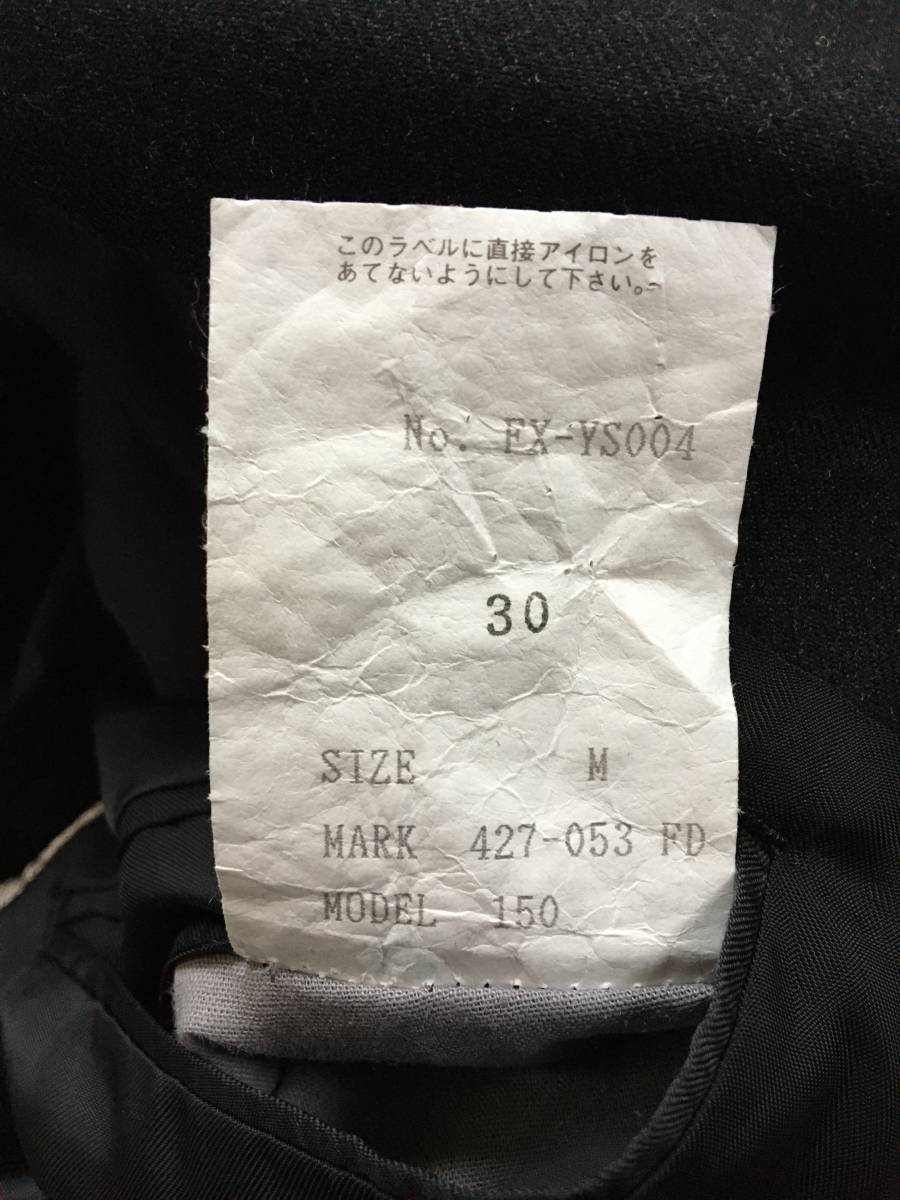 このラベルに直接アイロンを
あてないようにして下さい。
No. EX-YS004
30
SIZE M
MARK 427-053 FD
MODEL 150